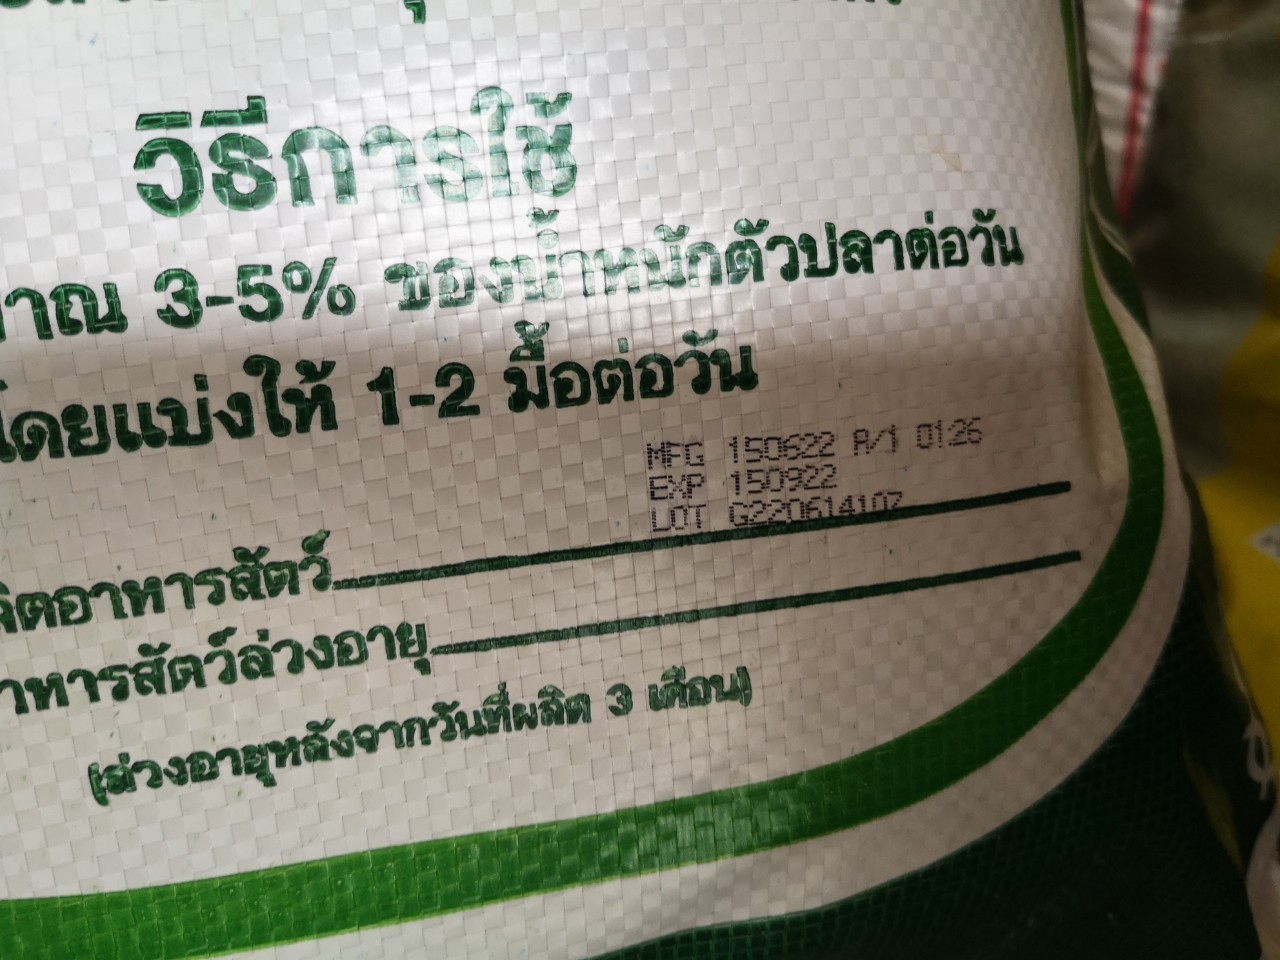 วิธีการใช้
าณ 3-5% ของน้ำหนักตัวปลาต่อวัน
โดยแบ่งให้ 1-2 มื้อต่อวัน
MFG 150622 A/1 01:26
EXP 150922
LOT G220614107
ลิตอาหารสัตว์
าหารสัตว์ล่วงอายุ
(ล่วงอายุหลังจากวันที่ผลิต 3 เดือน)